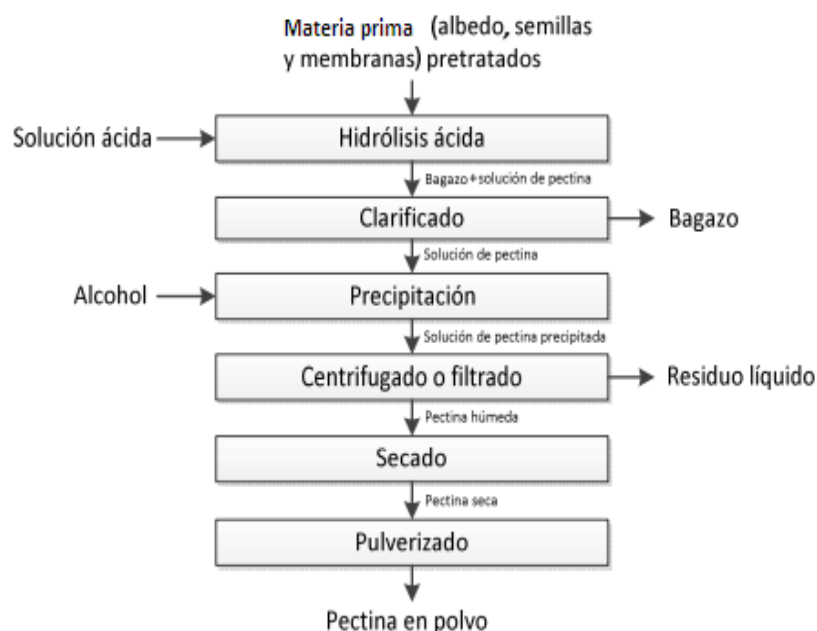 Materia prima (albedo, semillas
y membranas) pretratados
Solución ácida
Hidrólisis ácida
Bagazo+solución de pectina
Clarificado
Bagazo
Solución de pectina
Alcohol
Precipitación
Solución de pectina precipitada
Centrifugado o filtrado
Residuo líquido
Pectina húmeda
Secado
Pectina seca
Pulverizado
Pectina en polvo